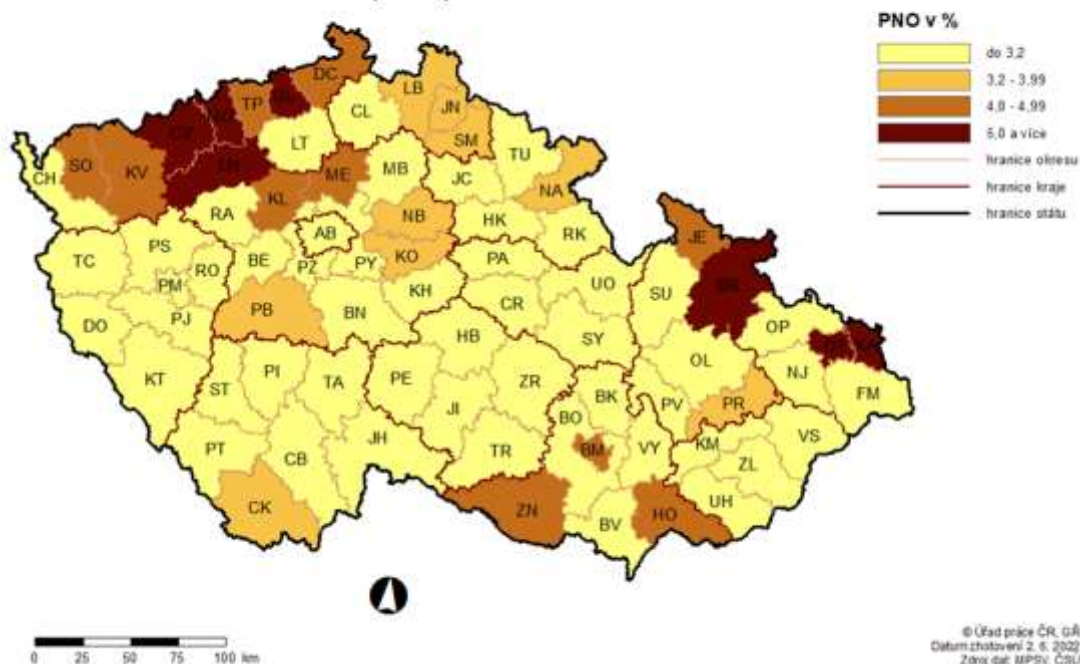 PNO v %
do 3,2
3,2 - 3,99
4,0 - 4,99
5,0 a více
hranice okresu
hranice kraje
hranice státu
DC
LB
TP
JN
CL
SM
LT
TU
SO
KV
ME
MB
JC
CH
NA
KL
RA
NB
HK
AB
RK
JE
KO
TC
PS
RO
BE
PZ
PY
PA
PM
KH
UO
SU
PB
BN
CR
PJ
DO
HB
SY
OP
OL
KT
ST
PI
TA
PE
ZR
NJ
FM
BK
PV
PR
JI
BO
VS
PT
JH
TR
BM
VY
KM
CB
ZL
CK
ZN
HO
UH
BV
0 25 50 75 100 km
© Úřad práce ČR, GŘ
Datum zhotovení 2. 6. 2022
Zdroj dat: MPSV, ČSÚ